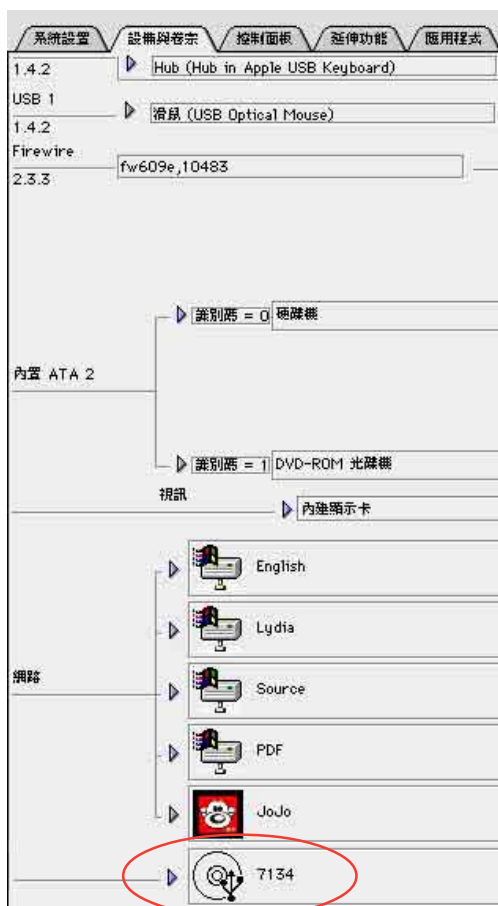 系統設置 設備與卷宗 控制面板 延伸功能 應用程式
1.4.2 Hub (Hub in Apple USB Keyboard)
USB 1
滑鼠 (USB Optical Mouse)
1.4.2
Firewire
fw609e,10483
2.3.3
識別碼 = 0 硬碟機
內置 ATA 2
識別碼 = 1 DVD-ROM 光碟機
視訊
內建顯示卡
English
Lydia
網路
Source
PDF
JoJo
7134